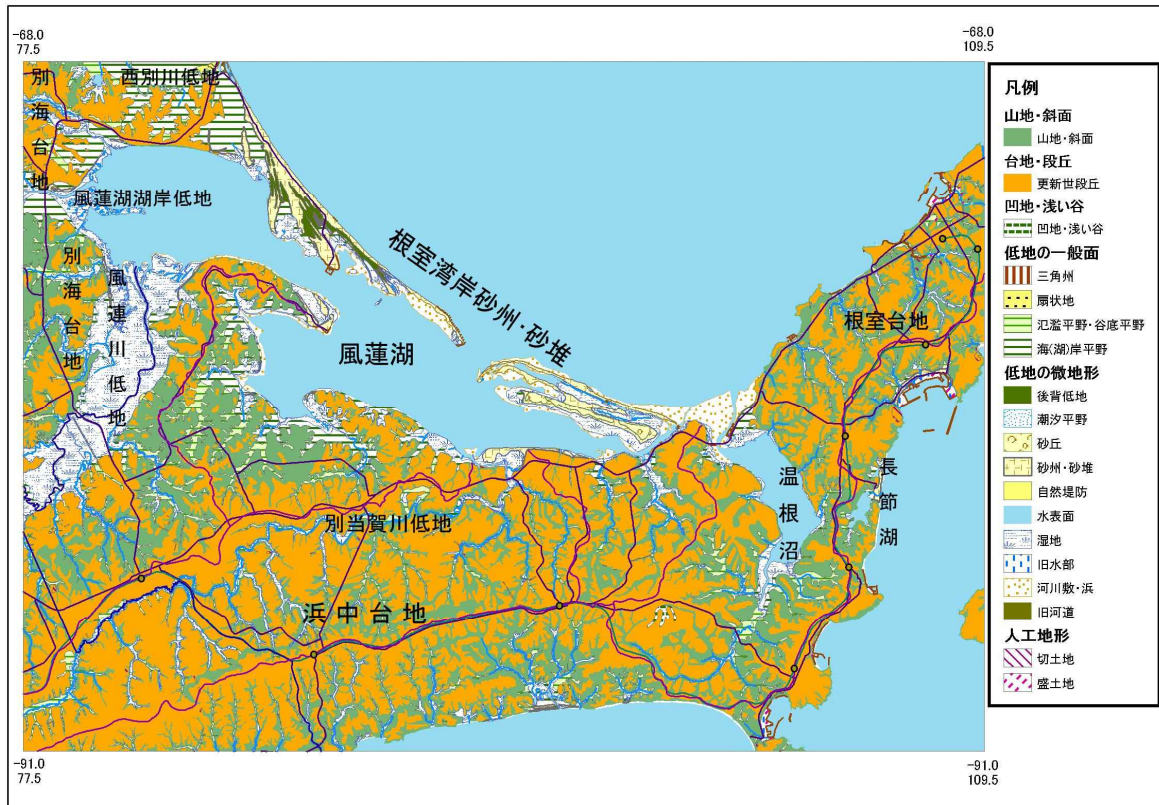 -68.0
77.5
-68.0
109.5
別海台地
西別川低地
風蓮湖湖岸低地
別海台地
風連川低地
根室湾岸砂州・砂堆
風蓮湖
根室台地
温根沼
長節湖
別当賀川低地
浜中台地
-91.0
77.5
-91.0
109.5
凡例
山地・斜面
山地・斜面
台地・段丘
更新世段丘
凹地・浅い谷
凹地・浅い谷
低地の一般面
三角州
扇状地
氾濫平野・谷底平野
海(湖)岸平野
低地の微地形
後背低地
潮汐平野
砂丘
砂州・砂堆
自然堤防
水表面
湿地
旧水部
河川敷・浜
旧河道
人工地形
切土地
盛土地